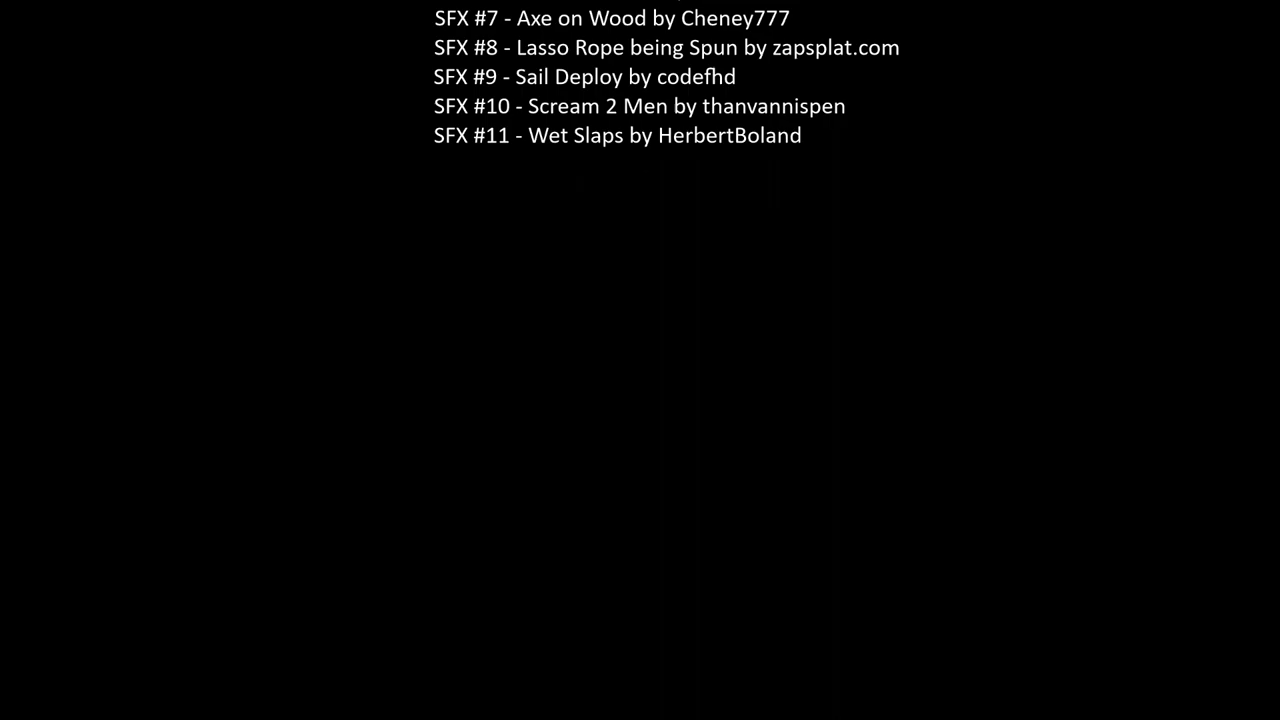 SFX #7 - Axe on Wood by Cheney777
SFX #8 - Lasso Rope being Spun by zapsplat.com
SFX #9 - Sail Deploy by codefhd
SFX #10 - Scream 2 Men by thanvannispen
SFX #11 - Wet Slaps by HerbertBoland